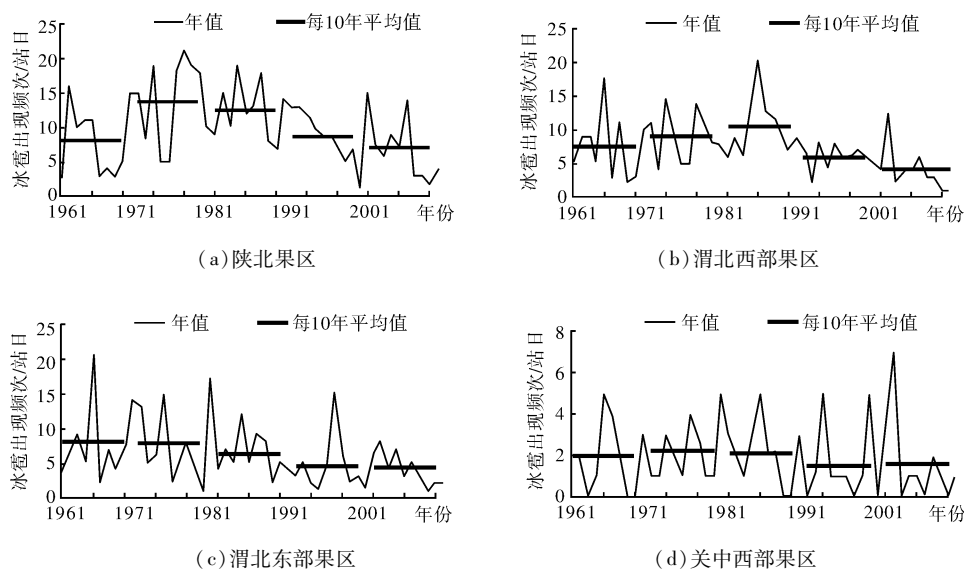 年值 每10年平均值
冰雹出现频次/站日
25
20
15
10
5
0
1961 1971 1981 1991 2001 年份
(a)陕北果区
年值 每10年平均值
冰雹出现频次/站日
25
20
15
10
5
0
1961 1971 1981 1991 2001 年份
(b)渭北西部果区
年值 每10年平均值
冰雹出现频次/站日
25
20
15
10
5
0
1961 1971 1981 1991 2001 年份
(c)渭北东部果区
年值 每10年平均值
冰雹出现频次/站日
8
6
4
2
0
1961 1971 1981 1991 2001 年份
(d)关中西部果区